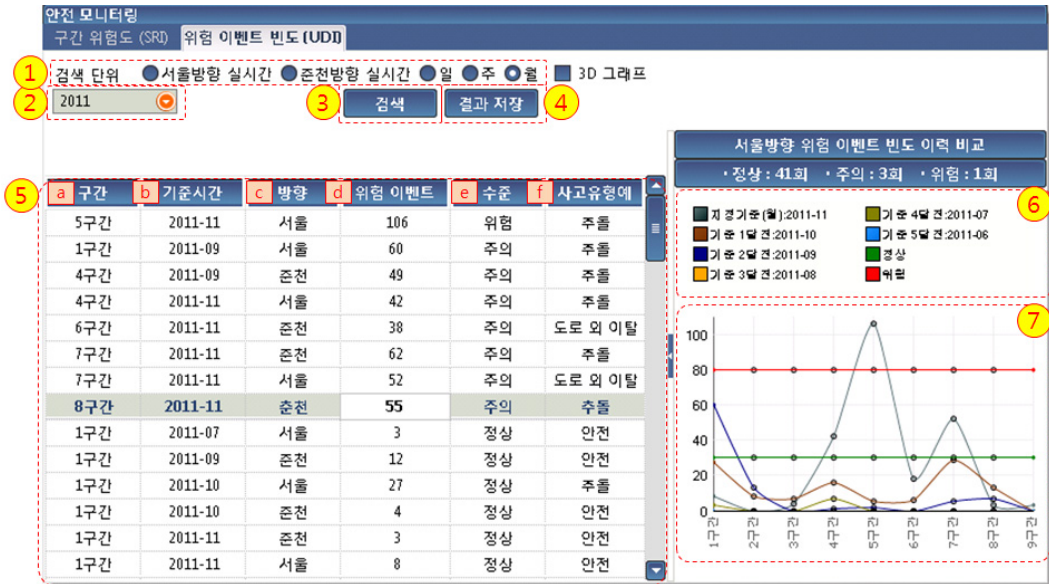 안전 모니터링
구간 위험도 (SRI) 위험 이벤트 빈도 (UDI)
1 검색 단위 서울방향 실시간 춘천방향 실시간 일 주 월 3D 그래프
2 2011 3 검색 결과 저장 4
서울방향 위험 이벤트 빈도 이력 비교
·정상 : 41회 ·주의 : 3회 ·위험 : 1회
5 a 구간 b 기준시간 c 방향 d 위험 이벤트 e 수준 f 사고유형예
5구간 2011-11 서울 106 위험 추돌
1구간 2011-09 서울 60 주의 추돌
4구간 2011-09 춘천 49 주의 추돌
4구간 2011-11 서울 42 주의 추돌
6구간 2011-11 춘천 38 주의 도로 외 이탈
7구간 2011-11 춘천 62 주의 추돌
7구간 2011-11 서울 52 주의 도로 외 이탈
8구간 2011-11 춘천 55 주의 추돌
1구간 2011-07 서울 3 정상 안전
1구간 2011-09 춘천 12 정상 안전
1구간 2011-10 서울 27 정상 추돌
1구간 2011-10 춘천 4 정상 안전
1구간 2011-11 춘천 3 정상 안전
1구간 2011-11 서울 8 정상 안전
6
지정기준(월):2011-11 기준 4달 전:2011-07
기준 1달 전:2011-10 기준 5달 전:2011-06
기준 2달 전:2011-09 정상
기준 3달 전:2011-08 위험
7
100
80
60
40
20
0
1구간 2구간 3구간 4구간 5구간 6구간 7구간 8구간 9구간